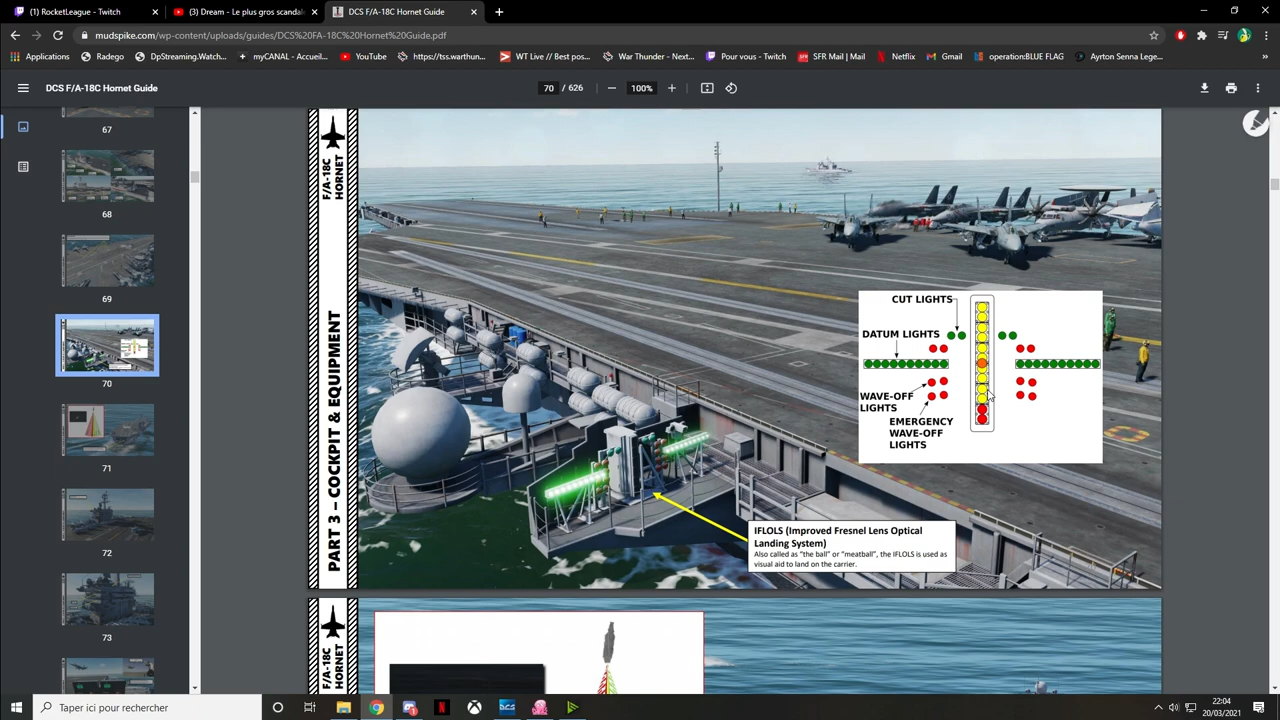 (1) RocketLeague - Twitch
(3) Dream - Le plus gros scandale
DCS F/A-18C Hornet Guide
mudspike.com/wp-content/uploads/guides/DCS%20FA-18C%20Hornet%20Guide.pdf
Applications
Radego
DpStreaming.Watc...
myCANAL - Accueil...
YouTube
https://tss.warthun...
WT Live // Best pos...
War Thunder - Next...
Pour vous - Twitch
SFR Mail | Mail
Netflix
Gmail
operation:BLUE FLAG
Ayrton Senna Lege...
»
DCS F/A-18C Hornet Guide
70 / 626
100%
67
68
69
70
71
72
73
F/A-18C
HORNET
PART 3 – COCKPIT & EQUIPMENT
CUT LIGHTS
DATUM LIGHTS
WAVE-OFF
LIGHTS
EMERGENCY
WAVE-OFF
LIGHTS
IFLOLS (Improved Fresnel Lens Optical
Landing System)
Also called as "the ball" or "meatball", the IFLOLS is used as
visual aid to land on the carrier.
F/A-18C
HORNET
Taper ici pour rechercher
22:04
20/03/2021